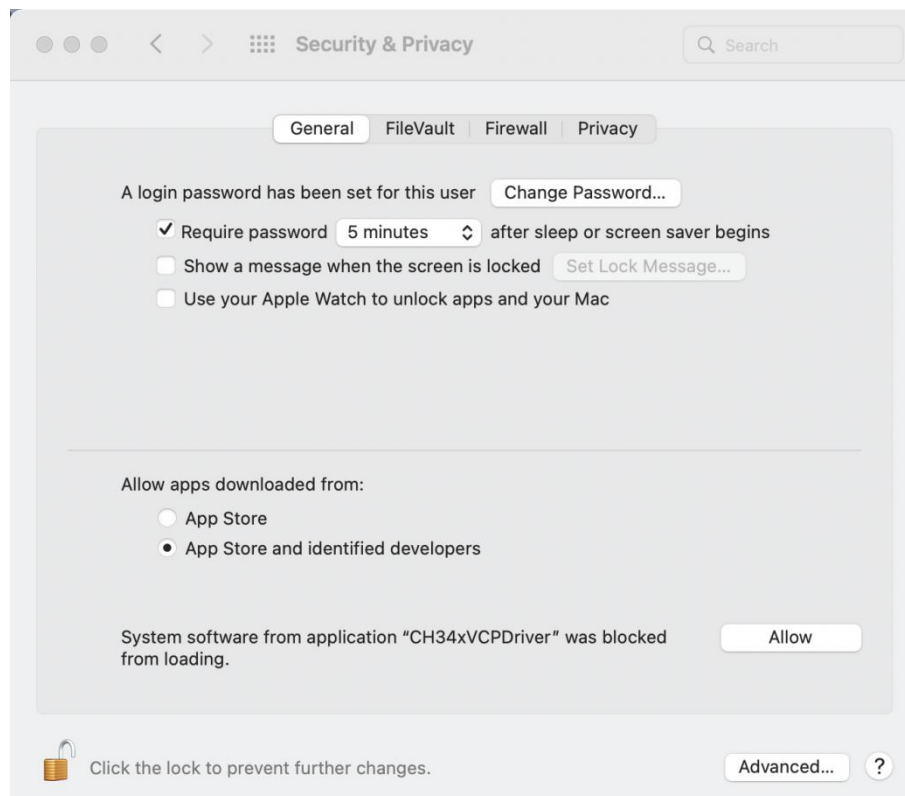 Security & Privacy
Search
General FileVault Firewall Privacy
A login password has been set for this user Change Password...
Require password 5 minutes after sleep or screen saver begins
Show a message when the screen is locked Set Lock Message...
Use your Apple Watch to unlock apps and your Mac
Allow apps downloaded from:
App Store
App Store and identified developers
System software from application “CH34xVCPDriver” was blocked Allow
from loading.
Click the lock to prevent further changes. Advanced... ?